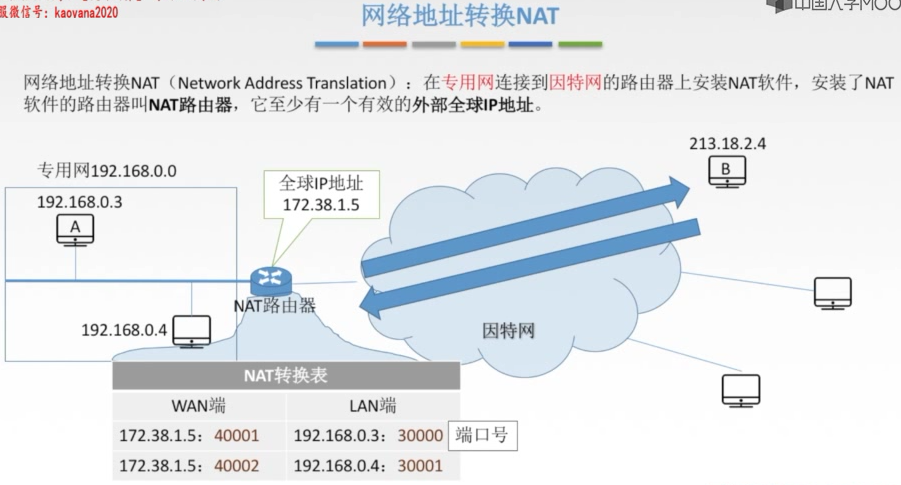 服微信号：kaovana2020
中国大学MOO
网络地址转换NAT
网络地址转换NAT（Network Address Translation）：在专用网连接到因特网的路由器上安装NAT软件，安装了NAT
软件的路由器叫NAT路由器，它至少有一个有效的外部全球IP地址。
213.18.2.4
B
专用网192.168.0.0
全球IP地址
172.38.1.5
192.168.0.3
A
NAT路由器
192.168.0.4
因特网
NAT转换表
WAN端 LAN端
172.38.1.5：40001 192.168.0.3：30000 端口号
172.38.1.5：40002 192.168.0.4：30001